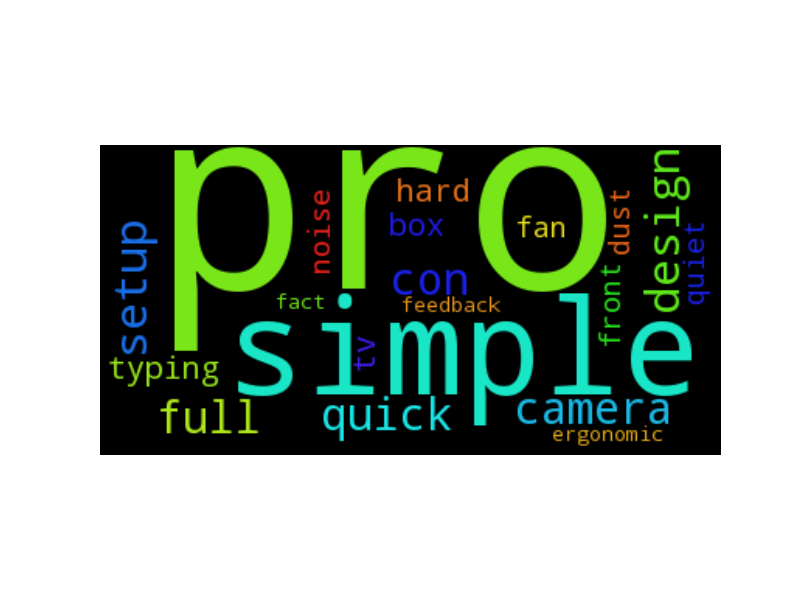 pro
hard
noise
box
fan
dust
design
quiet
setup
con
front
fact
feedback
simple
tv
typing
full
quick
camera
ergonomic